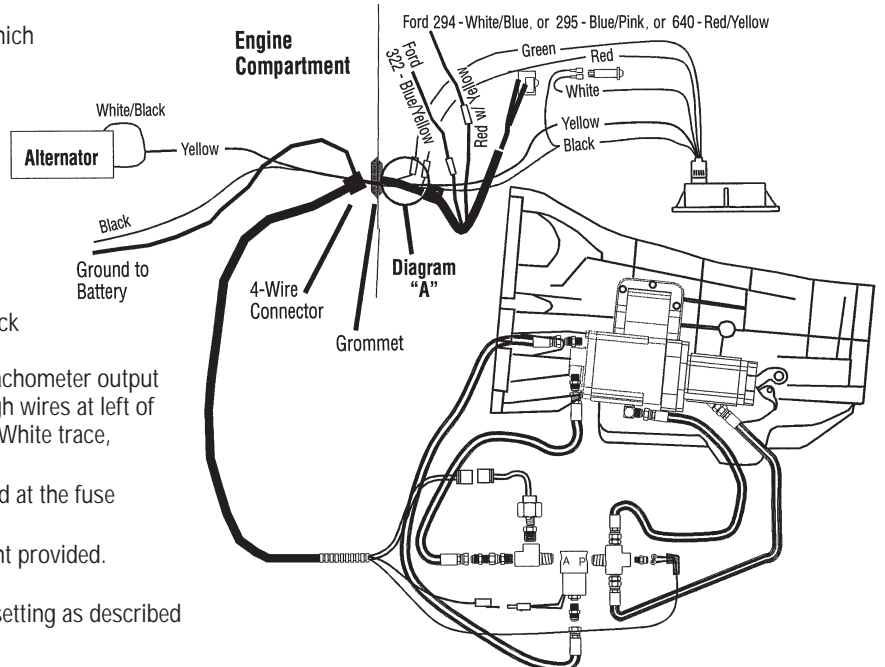 hich
Engine
Compartment
Ford 294 - White/Blue, or 295 - Blue/Pink, or 640 - Red/Yellow
Green
Red
Ford
322 - Blue/Yellow
Yellow
Red w/
White
White/Black
Alternator
Yellow
Yellow
Black
Black
Ground to
Battery
4-Wire
Connector
Grommet
Diagram
"A"
ck
achometer output
gh wires at left of
White trace,
d at the fuse
nt provided.
setting as described
A P